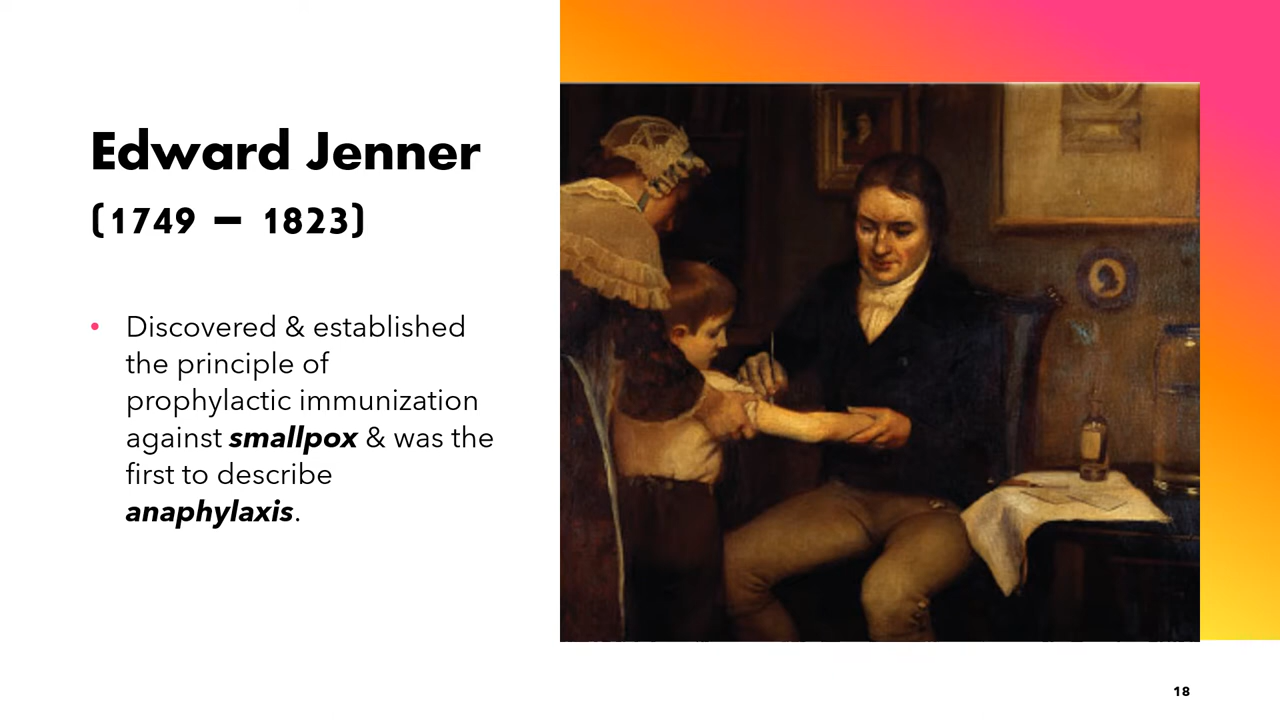 Edward Jenner
(1749 – 1823)
• Discovered & established
the principle of
prophylactic immunization
against smallpox & was the
first to describe
anaphylaxis.
18